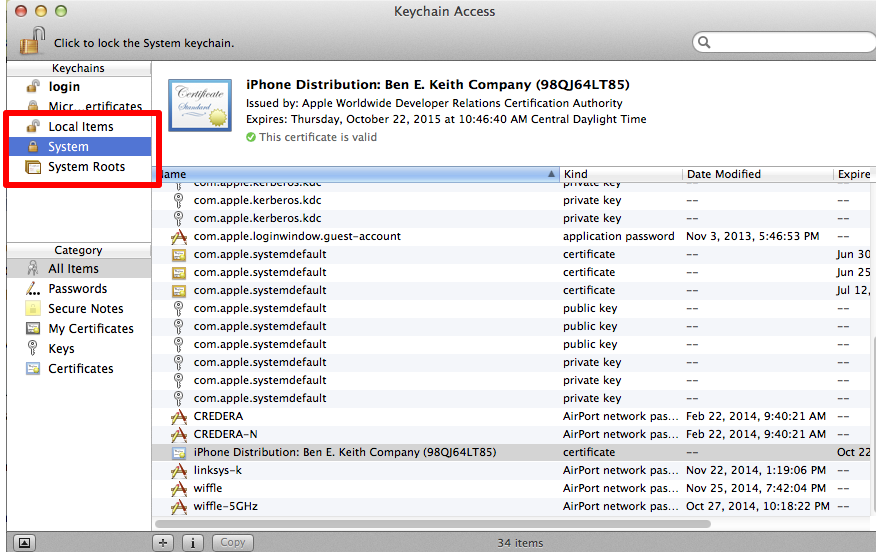 Keychain Access
Click to lock the System keychain.
Keychains
login
Micr...ertificates
Local Items
System
System Roots
Category
All Items
Passwords
Secure Notes
My Certificates
Keys
Certificates
Certificate
Standard
iPhone Distribution: Ben E. Keith Company (98QJ64LT85)
Issued by: Apple Worldwide Developer Relations Certification Authority
Expires: Thursday, October 22, 2015 at 10:46:40 AM Central Daylight Time
This certificate is valid
Name Kind Date Modified Expire
com.apple.kerberos.kdc private key --  --
com.apple.kerberos.kdc private key -- --
com.apple.kerberos.kdc private key -- --
com.apple.loginwindow.guest-account application password Nov 3, 2013, 5:46:53 PM --
com.apple.systemdefault certificate -- Jun 30
com.apple.systemdefault certificate -- Jun 25
com.apple.systemdefault certificate -- Jul 12,
com.apple.systemdefault public key -- --
com.apple.systemdefault public key -- --
com.apple.systemdefault public key -- --
com.apple.systemdefault private key -- --
com.apple.systemdefault private key -- --
com.apple.systemdefault private key -- --
CREDERA AirPort network pas... Feb 22, 2014, 9:40:21 AM --
CREDERA-N AirPort network pas... Feb 22, 2014, 9:40:21 AM --
iPhone Distribution: Ben E. Keith Company (98QJ64LT85) certificate -- Oct 22
linksys-k AirPort network pas... Nov 22, 2014, 1:19:06 PM --
wiffle AirPort network pas... Nov 25, 2014, 7:42:04 PM --
wiffle-5GHz AirPort network pas... Oct 27, 2014, 10:18:22 PM --
+ i Copy 34 items